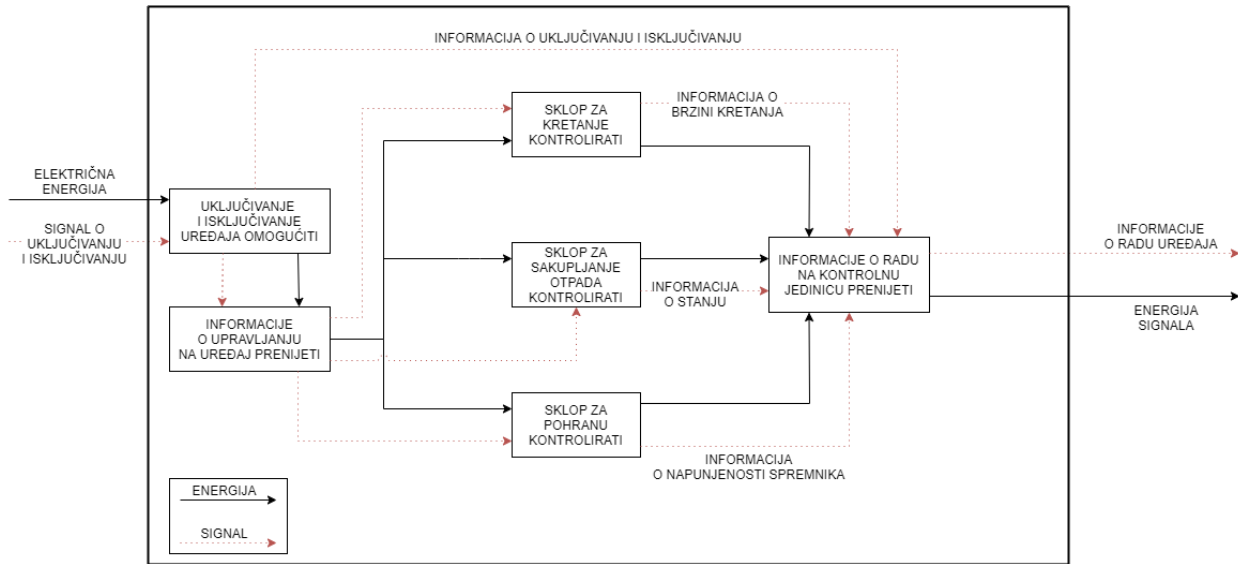 INFORMACIJA O UKLJUČIVANJU I ISKLJUČIVANJU
SKLOP ZA
KRETANJE
KONTROLIRATI
INFORMACIJA O
BRZINI KRETANJA
ELEKTRIČNA
ENERGIJA
UKLJUČIVANJE
I ISKLJUČIVANJE
UREĐAJA OMOGUĆITI
SIGNAL O
UKLJUČIVANJU
I ISKLJUČIVANJU
SKLOP ZA
SAKUPLJANJE
OTPADA
KONTROLIRATI
INFORMACIJA
O STANJU
INFORMACIJE O RADU
NA KONTROLNU
JEDINICU PRENIJETI
INFORMACIJE
O RADU UREĐAJA
ENERGIJA
SIGNALA
INFORMACIJE
O UPRAVLJANJU
NA UREĐAJ PRENIJETI
SKLOP ZA
POHRANU
KONTROLIRATI
INFORMACIJA
O NAPUNJENOSTI SPREMNIKA
ENERGIJA
SIGNAL